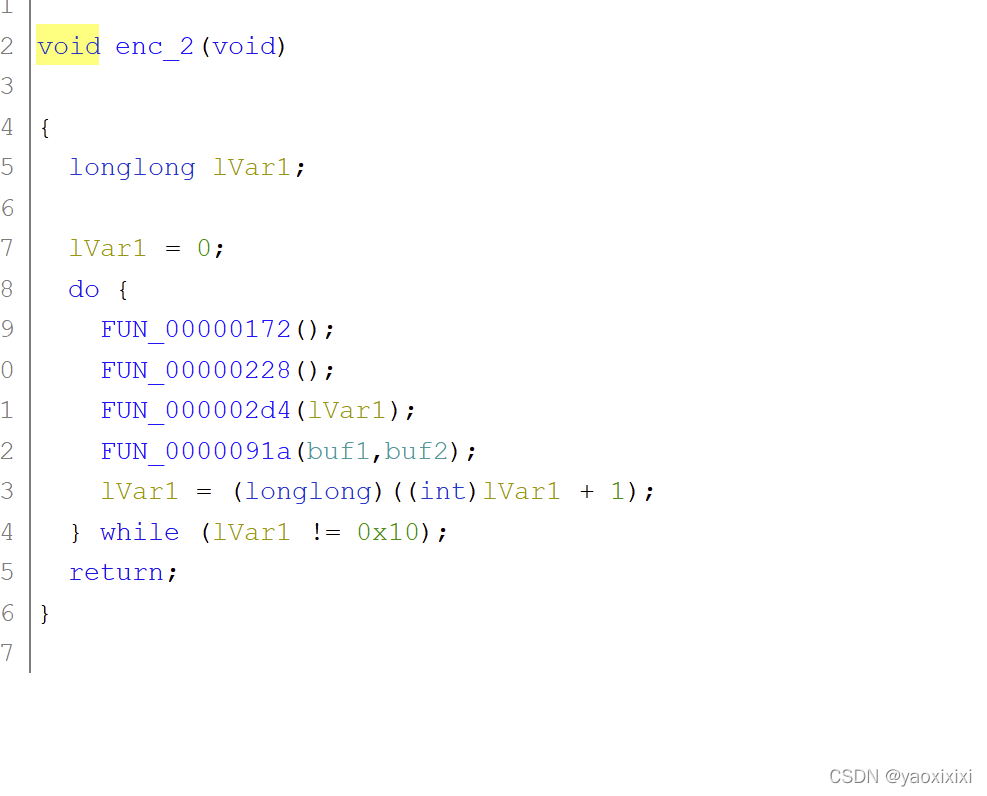 1
2 void enc_2(void)
3
4 {
5   longlong lVar1;
6
7   lVar1 = 0;
8   do {
9     FUN_00000172();
0     FUN_00000228();
1     FUN_000002d4(lVar1);
2     FUN_0000091a(buf1,buf2);
3     lVar1 = (longlong)((int)lVar1 + 1);
4   } while (lVar1 != 0x10);
5   return;
6 }
7
CSDN @yaoxixixi